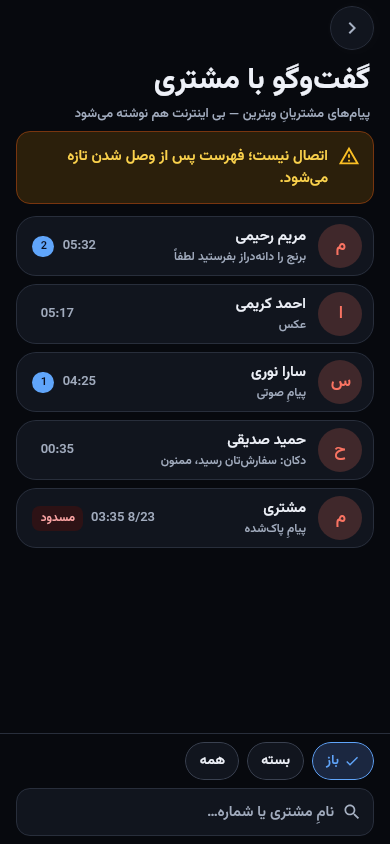 گفت‌وگو با مشتری
پیام‌های مشتریانِ ویترین — بی اینترنت هم نوشته می‌شود
اتصال نیست؛ فهرست پس از وصل شدن تازه
می‌شود.
م
مریم رحیمی
برنج را دانه‌دراز بفرستید لطفاً
05:32
2
ا
احمد کریمی
عکس
05:17
س
سارا نوری
پیامِ صوتی
04:25
1
ح
حمید صدیقی
دکان: سفارش‌تان رسید، ممنون
00:35
م
مشتری
پیامِ پاک‌شده
8/23 03:35
مسدود
باز
بسته
همه
نامِ مشتری یا شماره…